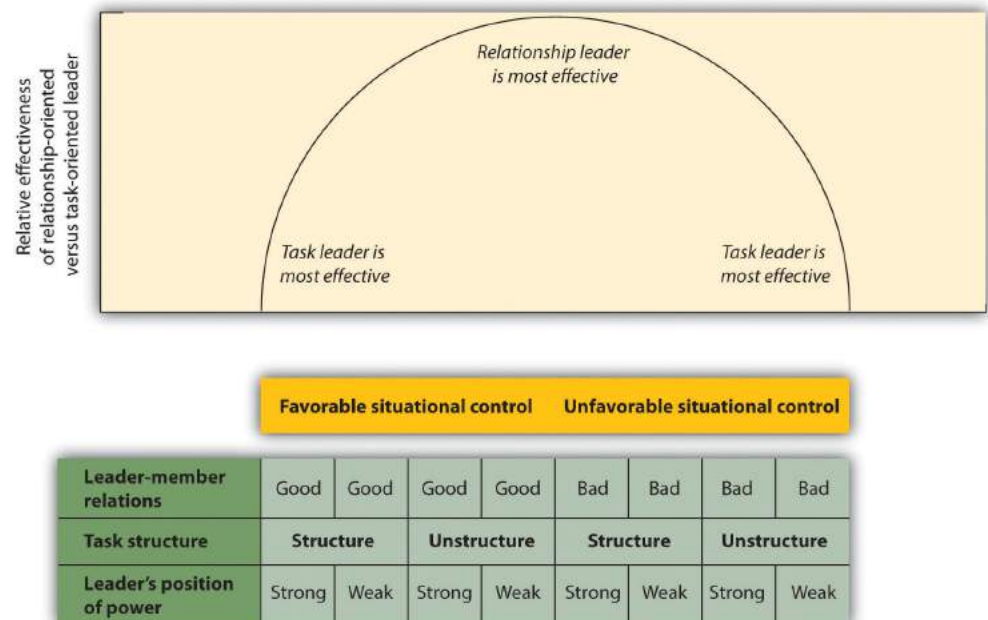 Relative effectiveness
of relationship-oriented
versus task-oriented leader
Relationship leader
is most effective
Task leader is
most effective
Task leader is
most effective
Favorable situational control Unfavorable situational control
Leader-member
relations
Good Good Good Good Bad Bad Bad Bad
Task structure Structure Unstructure Structure Unstructure
Leader's position
of power
Strong Weak Strong Weak Strong Weak Strong Weak